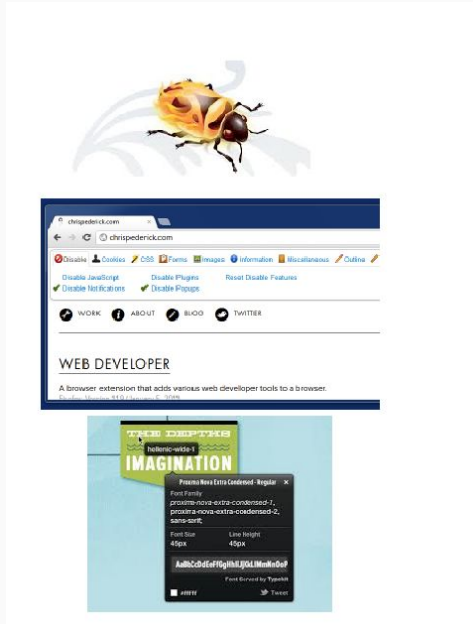 chrispederick.com
chrispederick.com
Disable Cookies CSS Forms Images Information Miscellaneous Outline
Disable JavaScript Disable Plugins Reset Disable Features
Disable Notifications Disable Popups
WORK ABOUT BLOG TWITTER
WEB DEVELOPER
A browser extension that adds various web developer tools to a browser.
THE DEPTHS
hellenic-wide-1
IMAGINATION
Proxima Nova Extra Condensed - Regular
Font Family
proxima-nova-extra-condensed-1,
proxima-nova-extra-condensed-2,
sans-serif;
Font Size Line Height
45px 45px
AaBbCcDdEeFfGgHhIiJjKkLlMmNnOoP
Font Served by Typekit
#ffffff Tweet